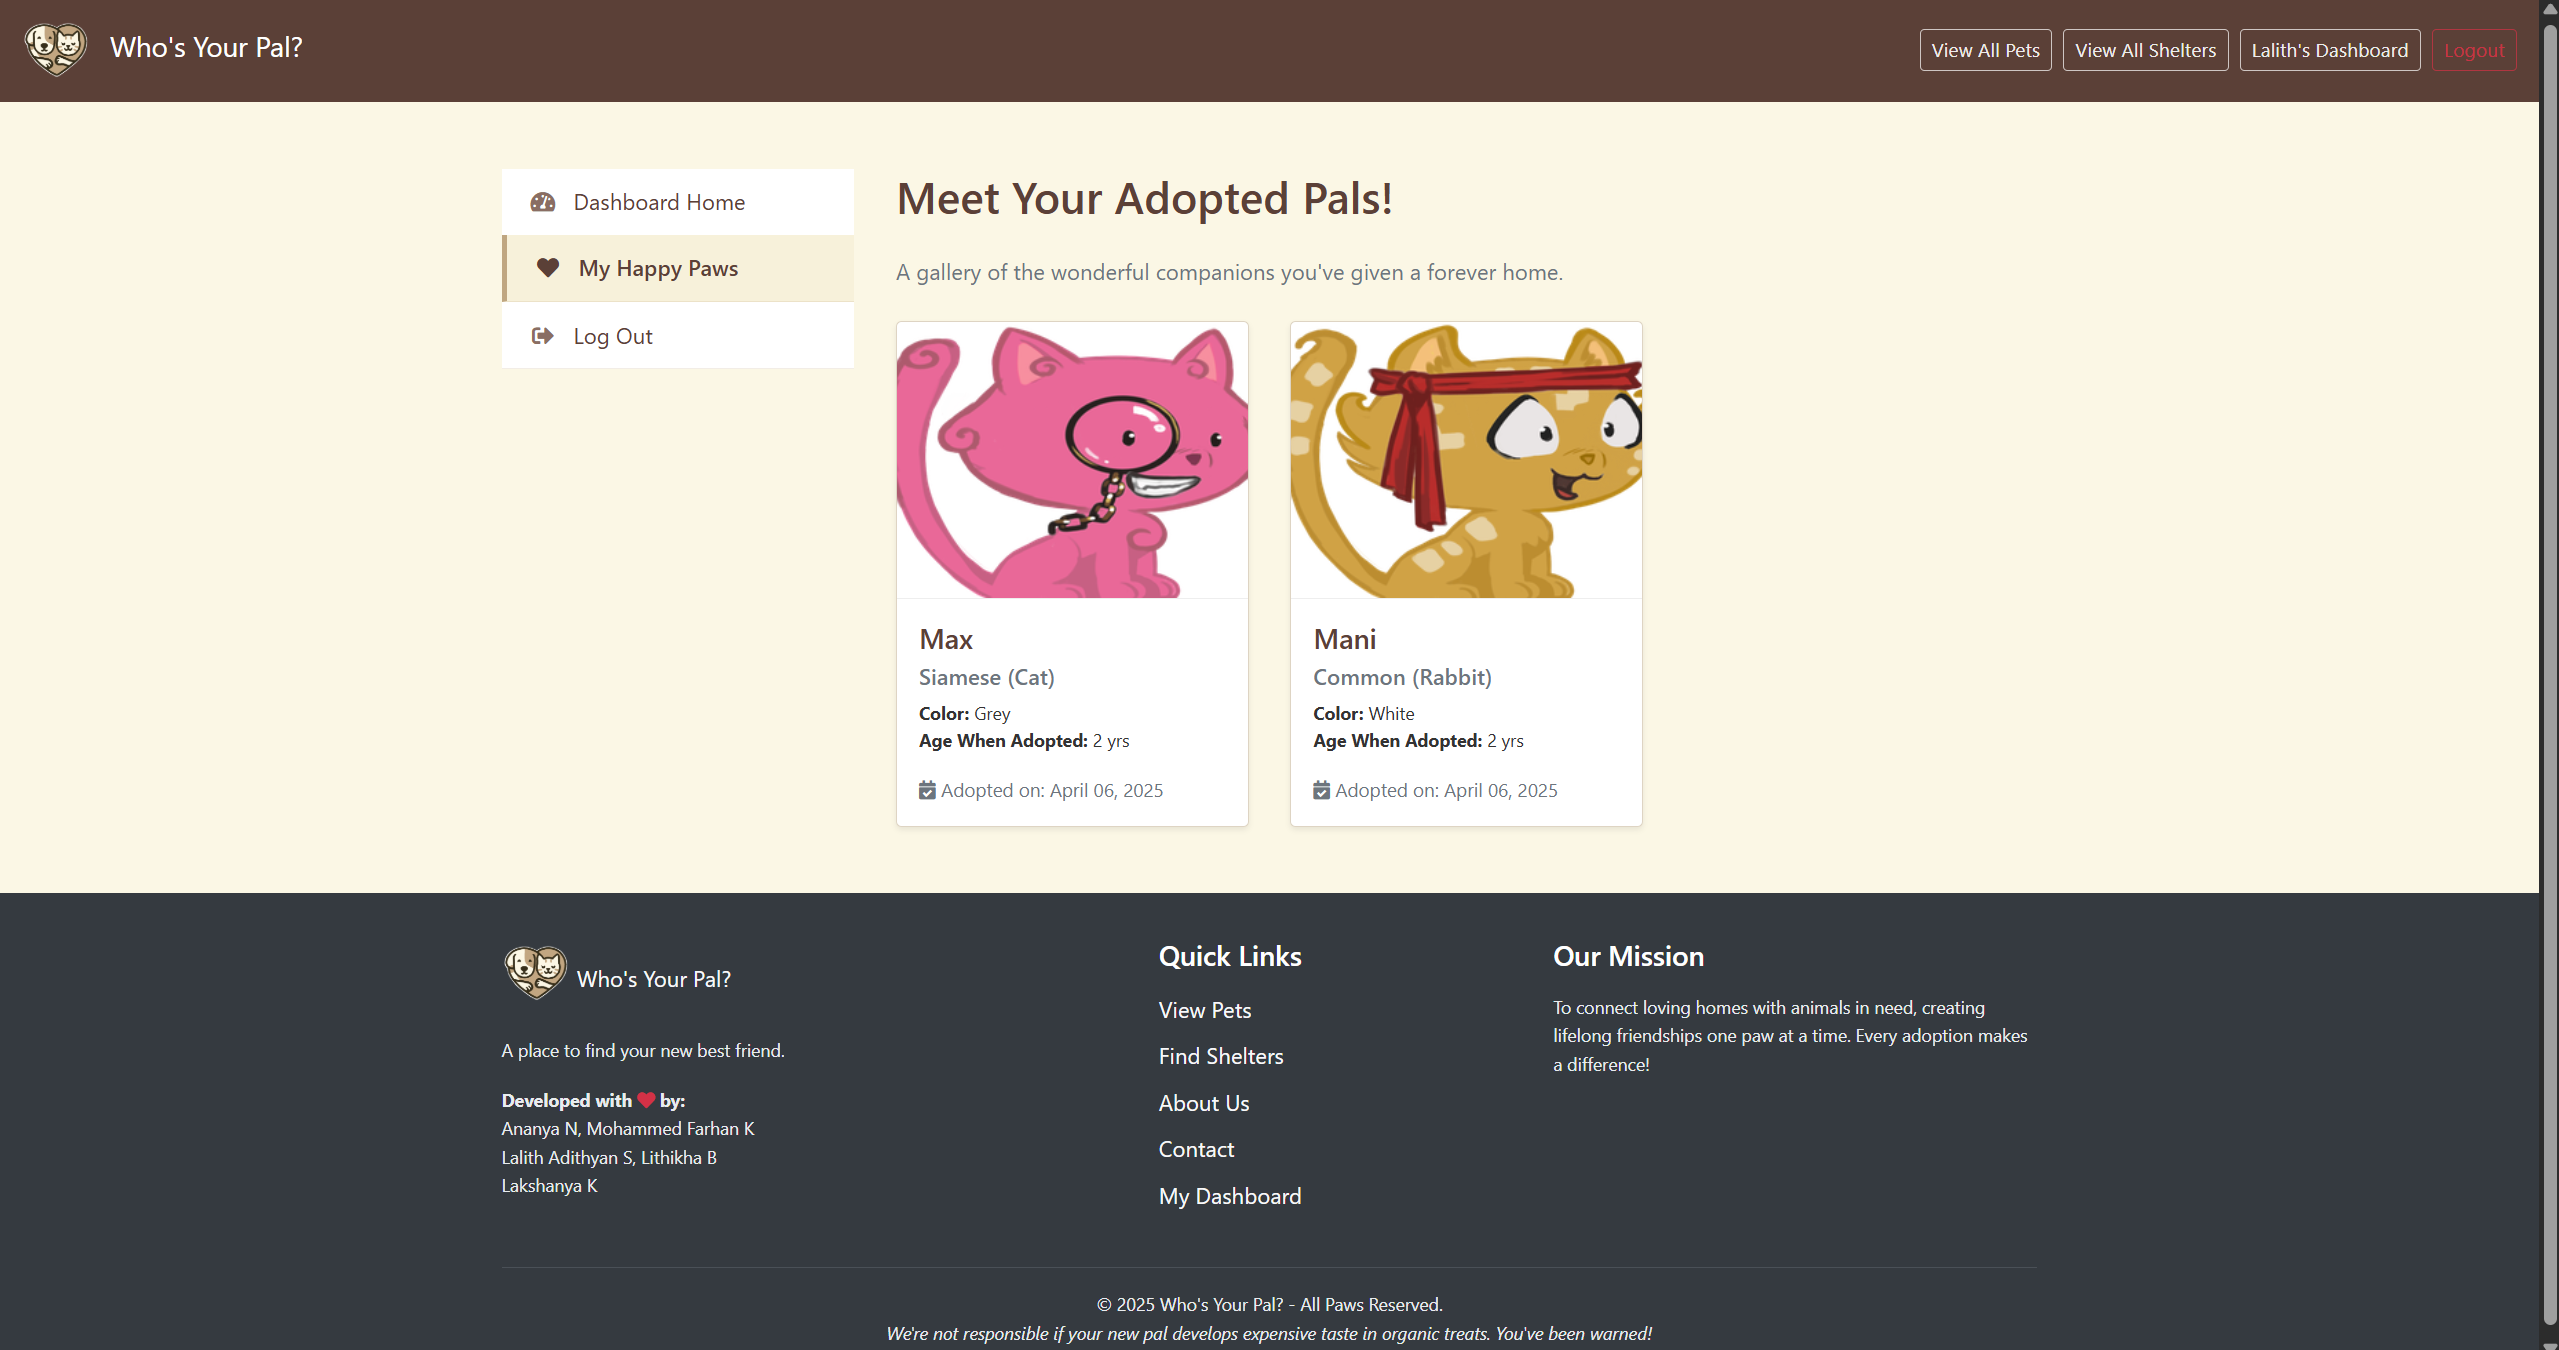 Who's Your Pal?
View All Pets
View All Shelters
Lalith's Dashboard
Logout
Dashboard Home
My Happy Paws
Log Out
Meet Your Adopted Pals!
A gallery of the wonderful companions you've given a forever home.
Max
Siamese (Cat)
Color: Grey
Age When Adopted: 2 yrs
Adopted on: April 06, 2025
Mani
Common (Rabbit)
Color: White
Age When Adopted: 2 yrs
Adopted on: April 06, 2025
Who's Your Pal?
A place to find your new best friend.
Developed with ❤ by:
Ananya N, Mohammed Farhan K
Lalith Adithyan S, Lithikha B
Lakshanya K
Quick Links
View Pets
Find Shelters
About Us
Contact
My Dashboard
Our Mission
To connect loving homes with animals in need, creating
lifelong friendships one paw at a time. Every adoption makes
a difference!
© 2025 Who's Your Pal? - All Paws Reserved.
We're not responsible if your new pal develops expensive taste in organic treats. You've been warned!